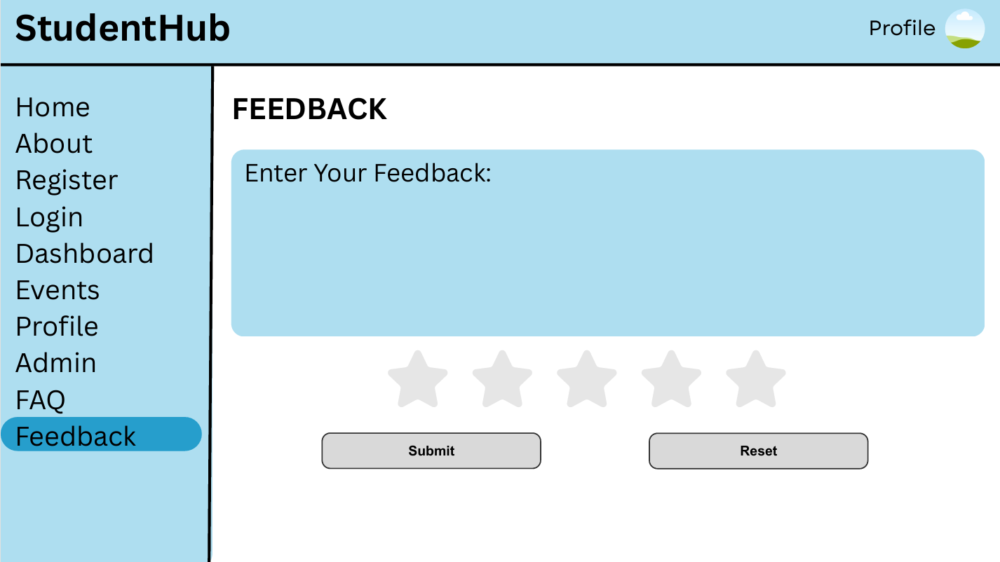 StudentHub
Profile
Home
About
Register
Login
Dashboard
Events
Profile
Admin
FAQ
Feedback
FEEDBACK
Enter Your Feedback:
Submit
Reset